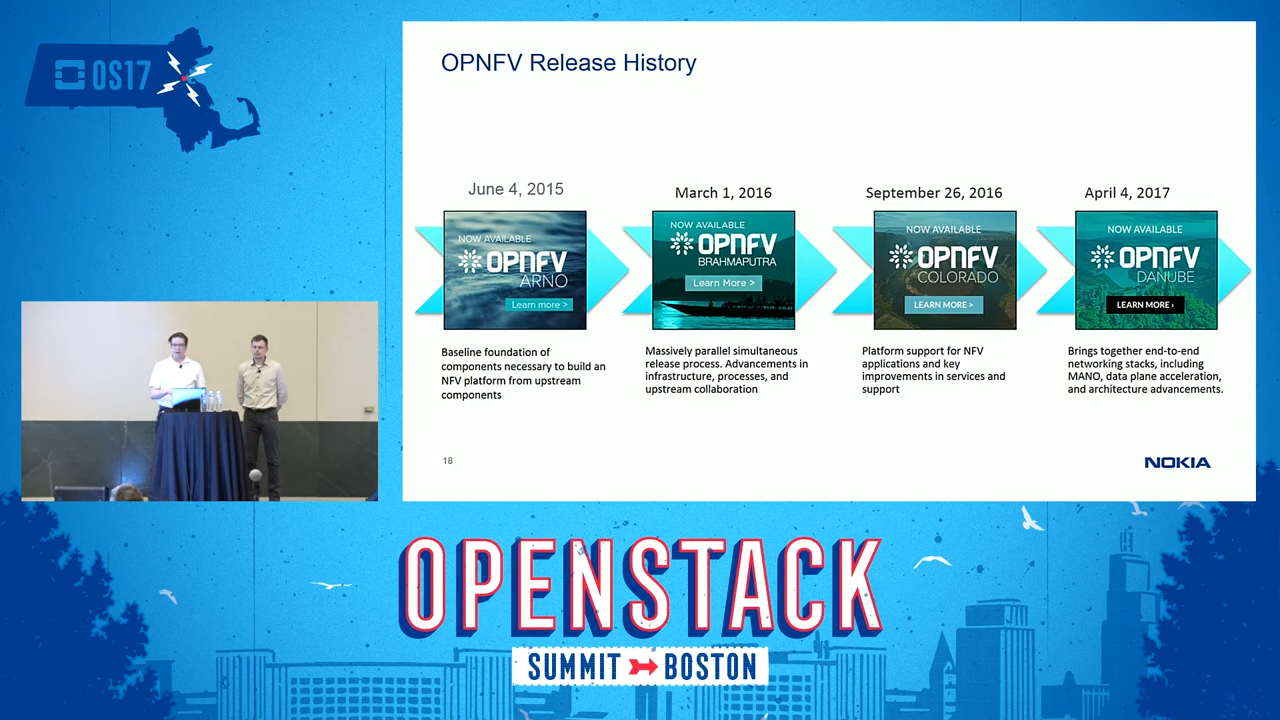 OS17
OPNFV Release History
June 4, 2015
March 1, 2016
September 26, 2016
April 4, 2017
NOW AVAILABLE
OPNFV
ARNO
Learn more >
NOW AVAILABLE
OPNFV
BRAHMAPUTRA
Learn More >
NOW AVAILABLE
OPNFV
COLORADO
LEARN MORE >
NOW AVAILABLE
OPNFV
DANUBE
LEARN MORE ›
Baseline foundation of
components necessary to build an
NFV platform from upstream
components
Massively parallel simultaneous
release process. Advancements in
infrastructure, processes, and
upstream collaboration
Platform support for NFV
applications and key
improvements in services and
support
Brings together end-to-end
networking stacks, including
MANO, data plane acceleration,
and architecture advancements.
18
NOKIA
OPENSTACK
SUMMIT BOSTON